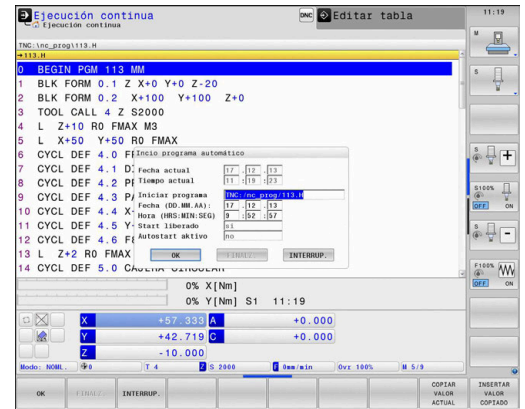 Ejecución continua
Ejecución continua
DNC
Editar tabla
11:19
TNC:\nc_prog\113.H
→113.H
0 BEGIN PGM 113 MM
1 BLK FORM 0.1 Z X+0 Y+0 Z-20
2 BLK FORM 0.2 X+100 Y+100 Z+0
3 TOOL CALL 4 Z S2000
4 L Z+10 R0 FMAX M3
5 L X+50 Y+50 R0 FMAX
6 CYCL DEF 4.0 F
7 CYCL DEF 4.1 D
8 CYCL DEF 4.2 P
9 CYCL DEF 4.3 P
10 CYCL DEF 4.4 X
11 CYCL DEF 4.5 Y
12 CYCL DEF 4.6 F
13 L Z+2 R0 FMAX
14 CYCL DEF 5.0 CAJERA CIRCULAR
Incio programa automático
Fecha actual 17 .12 .13
Tiempo actual 11 :19 :23
Iniciar programa TNC:/nc_prog/113.H
Fecha (DD.MM.AA): 17 .12 .13
Hora (HRS:MIN:SEG) 9 :52 :57
Start liberado si
Autostart aktivo no
OK
INTERRUP.
0% X[Nm]
0% Y[Nm] S1 11:19
X +57.333 A +0.000
Y +42.719 C +0.000
Z -10.000
Modo: NOML. 0 T 4 Z S 2000 F 0mm/min Ovr 100% M 5/9
M
S
S
S100%
OFF ON
S
F100%
OFF ON
OK
INTERRUP.
COPIAR VALOR ACTUAL
INSERTAR VALOR COPIADO